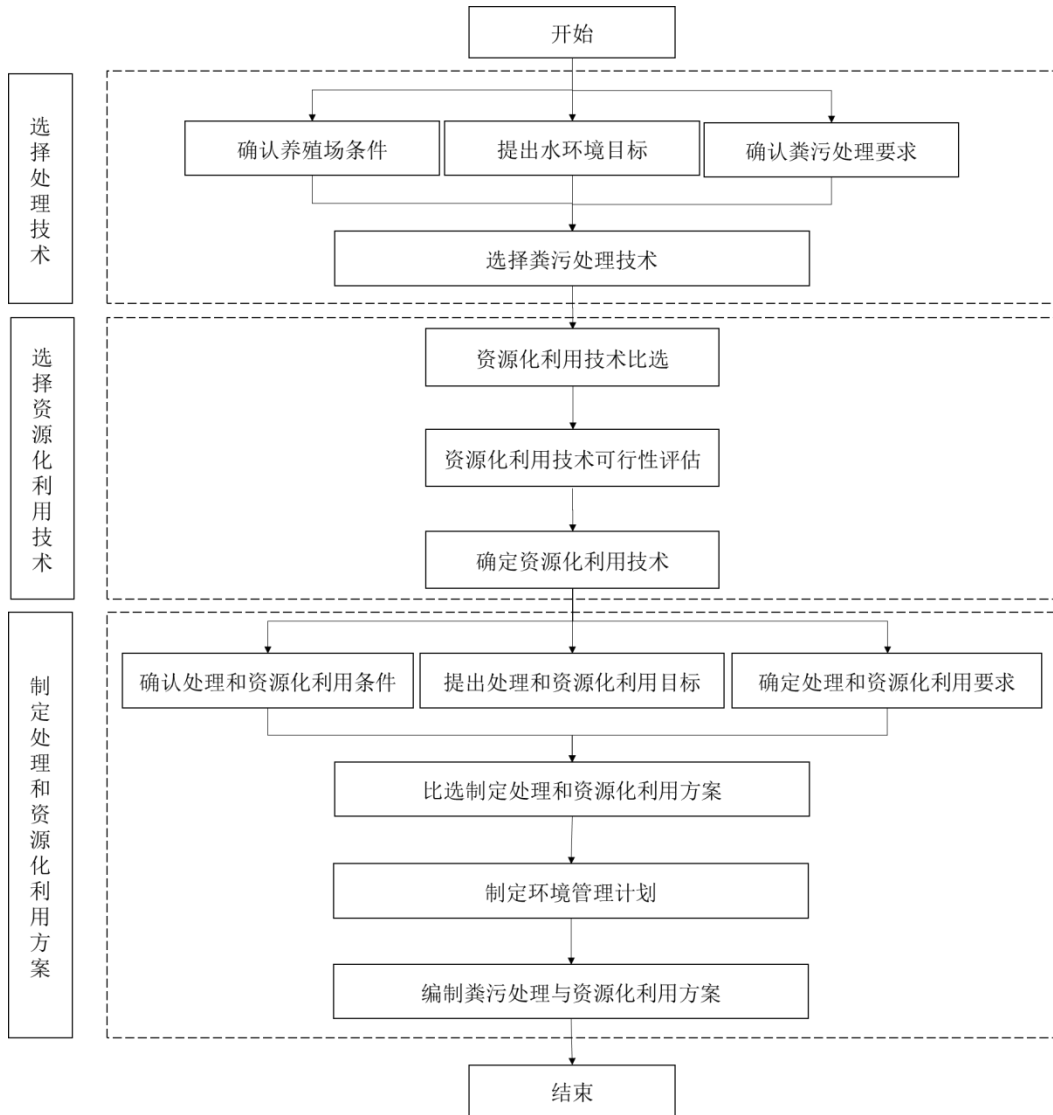 开始
选择处理技术
确认养殖场条件
提出水环境目标
确认粪污处理要求
选择粪污处理技术
选择资源化利用技术
资源化利用技术比选
资源化利用技术可行性评估
确定资源化利用技术
制定处理和资源化利用方案
确认处理和资源化利用条件
提出处理和资源化利用目标
确定处理和资源化利用要求
比选制定处理和资源化利用方案
制定环境管理计划
编制粪污处理与资源化利用方案
结束